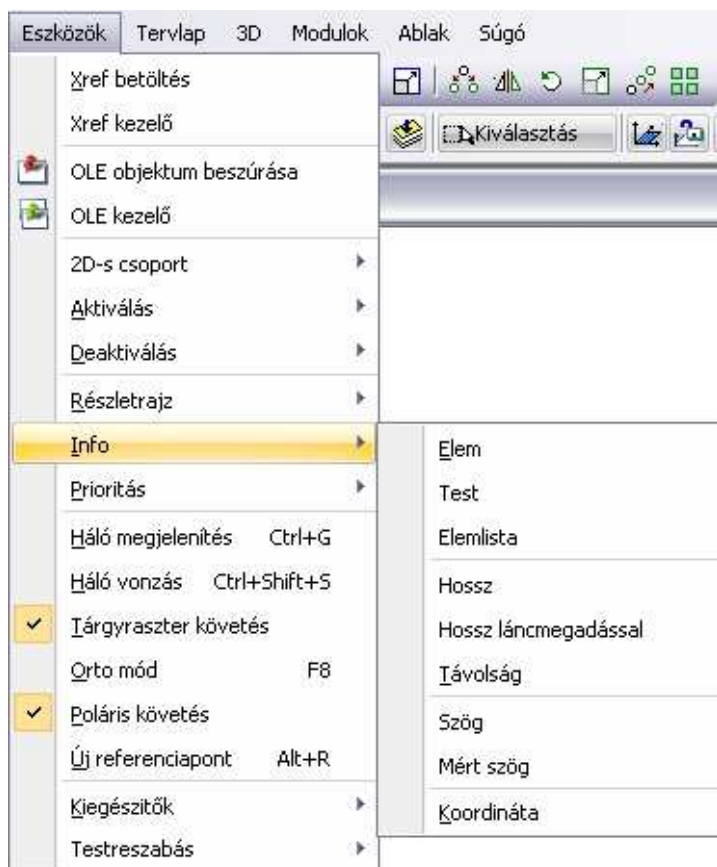 Eszközök Tervlap 3D Modulok Ablak Súgó
Xref betöltés
Xref kezelő
Kiválasztás
OLE objektum beszúrása
OLE kezelő
2D-s csoport
Aktiválás
Deaktiválás
Részletrajz
Info
Prioritás
Háló megjelenítés Ctrl+G
Háló vonzás Ctrl+Shift+S
Tárgyraszter követés
Orto mód F8
Poláris követés
Új referenciapont Alt+R
Kiegészitők
Testreszabás
Elem
Test
Elemlista
Hossz
Hossz láncmegadással
Távolság
Szög
Mért szög
Koordináta